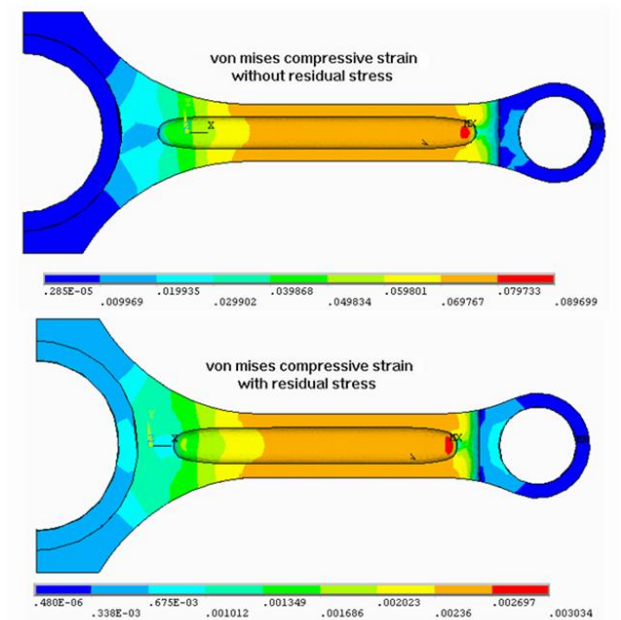 von mises compressive strain
without residual stress
X
MX
.285E-05 .019935 .039868 .059801 .079733
.009969 .029902 .049834 .069767 .089699
von mises compressive strain
with residual stress
X
MX
.480E-06 .675E-03 .001349 .002023 .002697
.338E-03 .001012 .001686 .00236 .003034